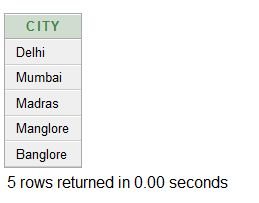 CITY
Delhi
Mumbai
Madras
Manglore
Banglore
5 rows returned in 0.00 seconds